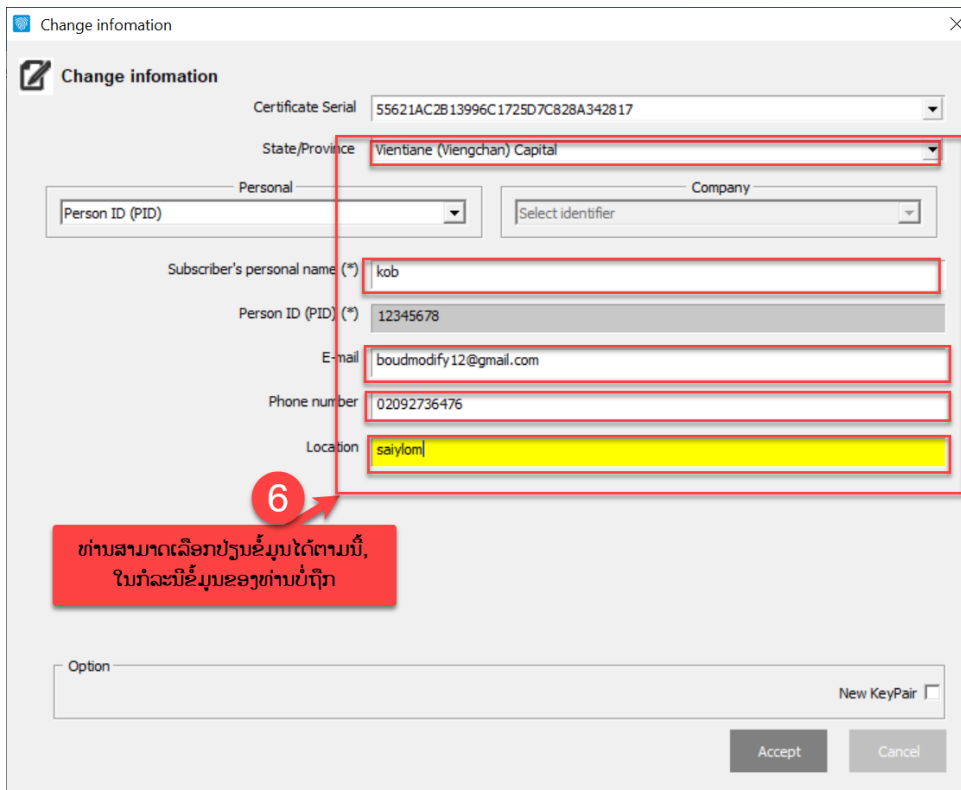 Change infomation
Change infomation
Certificate Serial 55621AC2B13996C1725D7C828A342817
State/Province Vientiane (Viengchan) Capital
Personal Company
Person ID (PID) Select identifier
Subscriber's personal name (*) kob
Person ID (PID) (*) 12345678
E-mail boudmodify12@gmail.com
Phone number 02092736476
Location saiylom
6
ທ່ານສາມາດເລືອກປ່ຽນຂໍ້ມູນໄດ້ຕາມນີ້,
ໃນກໍລະນີຂໍ້ມູນຂອງທ່ານບໍ່ຖືກ
Option
New KeyPair
Accept Cancel